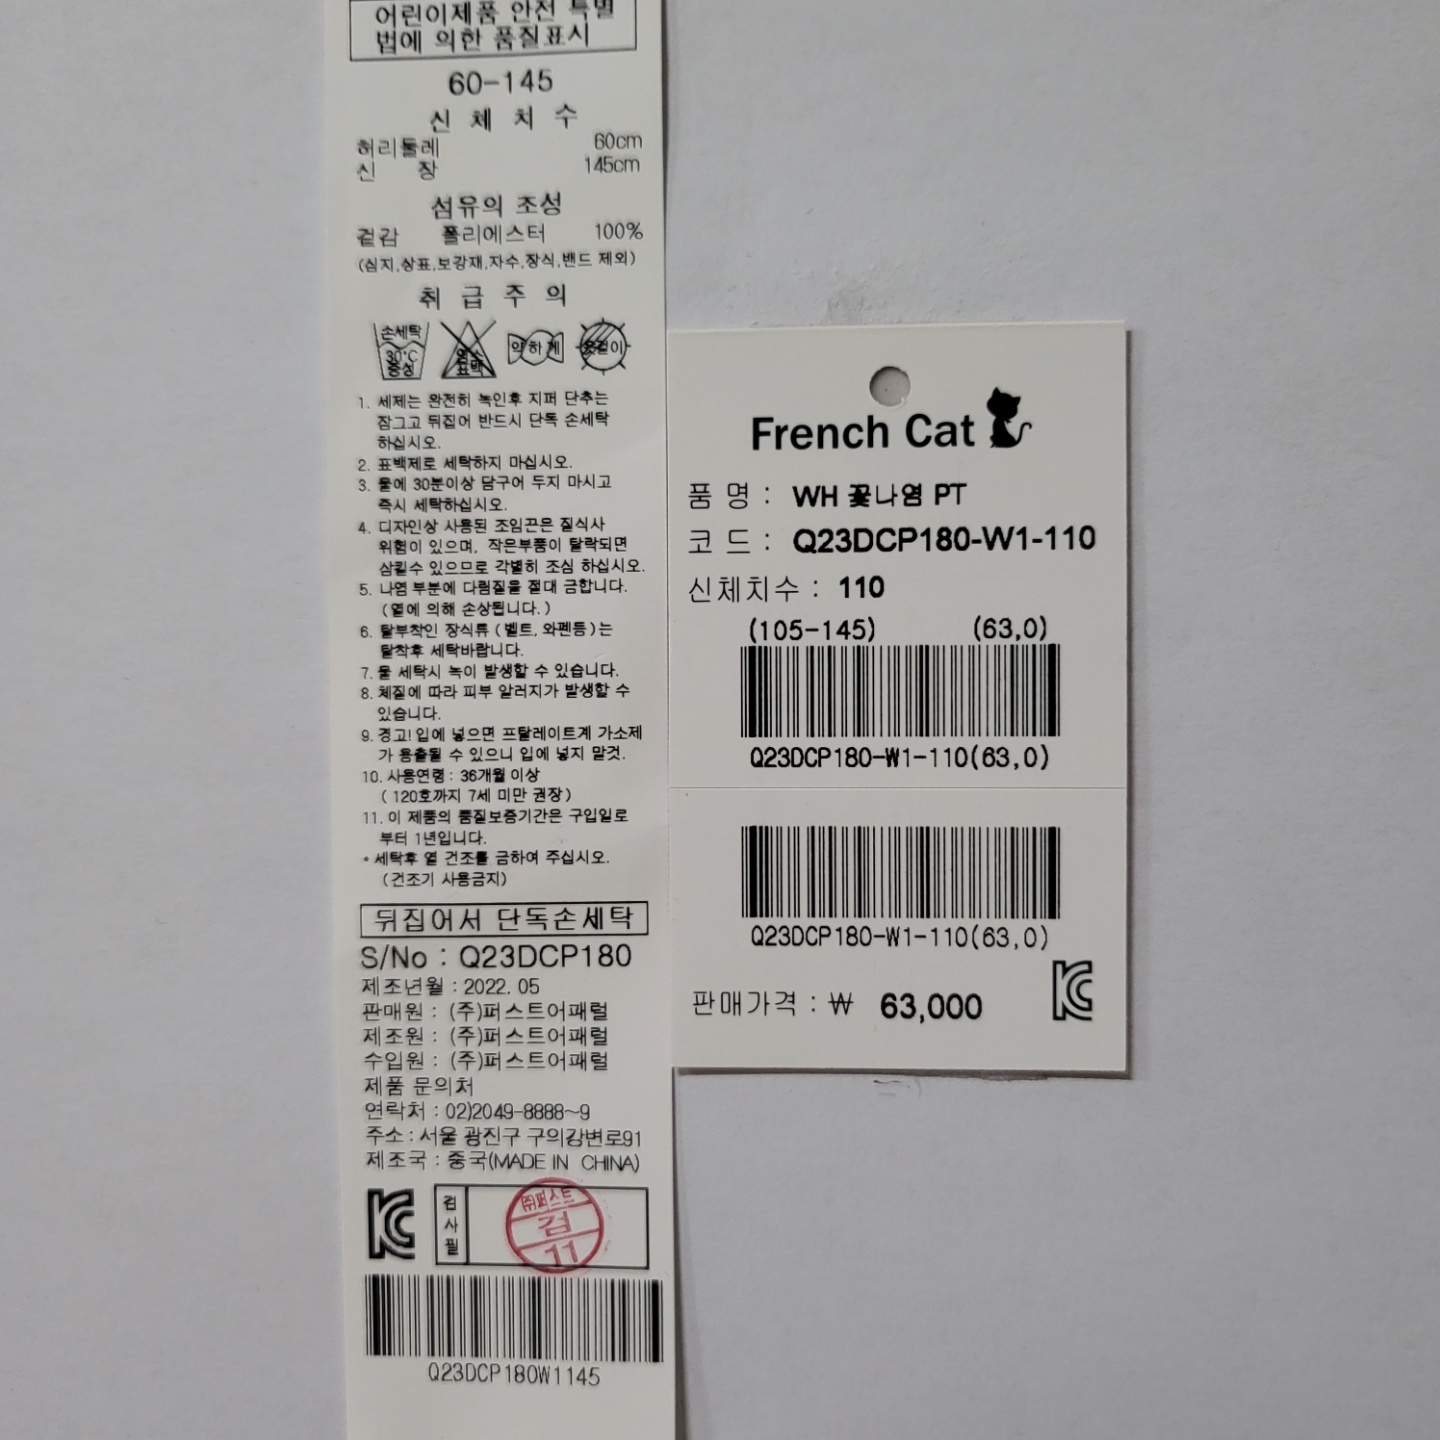 어린이제품 안전 특별
법에 의한 품질표시
60-145
신 체 치 수
허리둘레 60cm
신 장 145cm
섬유의 조성
겉감 폴리에스터 100%
(심지,상표,보강재,자수,장식,밴드 제외)
취 급 주 의
손세탁
30°C
중성
염소
표백
약하게
옷걸이
1. 세제는 완전히 녹인후 지퍼 단추는
잠그고 뒤집어 반드시 단독 손세탁
하십시오.
2. 표백제로 세탁하지 마십시오.
3. 물에 30분이상 담구어 두지 마시고
즉시 세탁하십시오.
4. 디자인상 사용된 조임끈은 질식사
위험이 있으며, 작은부품이 탈락되면
삼킬수 있으므로 각별히 조심 하십시오.
5. 나염 부분에 다림질을 절대 금합니다.
(열에 의해 손상됩니다.)
6. 탈부착인 장식류 (벨트, 와펜등)는
탈착후 세탁바랍니다.
7. 물 세탁시 녹이 발생할 수 있습니다.
8. 체질에 따라 피부 알러지가 발생할 수
있습니다.
9. 경고! 입에 넣으면 프탈레이트계 가소제
가 용출될 수 있으니 입에 넣지 말것.
10. 사용연령 : 36개월 이상
( 120호까지 7세 미만 권장)
11. 이 제품의 품질보증기간은 구입일로
부터 1년입니다.
* 세탁후 열 건조를 금하여 주십시오.
(건조기 사용금지)
뒤집어서 단독손세탁
S/No : Q23DCP180
제조년월 : 2022. 05
판매원 : (주)퍼스트어패럴
제조원 : (주)퍼스트어패럴
수입원 : (주)퍼스트어패럴
제품 문의처
연락처 : 02)2049-8888~9
주소 : 서울 광진구 구의강변로91
제조국 : 중국(MADE IN CHINA)
KC
검사필
㈜퍼스트
검
11
Q23DCP180W1145
French Cat
품 명 : WH 꽃나염 PT
코 드 : Q23DCP180-W1-110
신체치수 : 110
(105-145) (63,0)
Q23DCP180-W1-110(63,0)
Q23DCP180-W1-110(63,0)
판매가격 : ₩ 63,000
KC